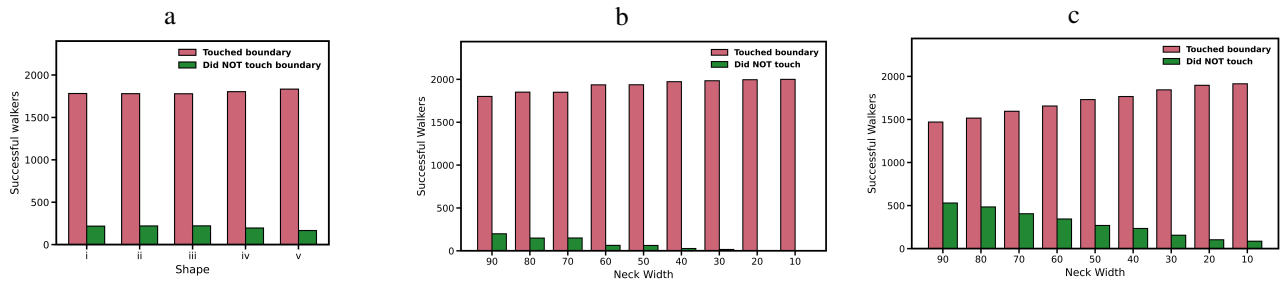 a
Touched boundary
Did NOT touch boundary
Successful walkers
2000
1500
1000
500
0
i ii iii iv v
Shape
b
Touched boundary
Did NOT touch
Successful Walkers
2000
1500
1000
500
0
90 80 70 60 50 40 30 20 10
Neck Width
c
Touched boundary
Did NOT touch
Successful Walkers
2000
1500
1000
500
0
90 80 70 60 50 40 30 20 10
Neck Width